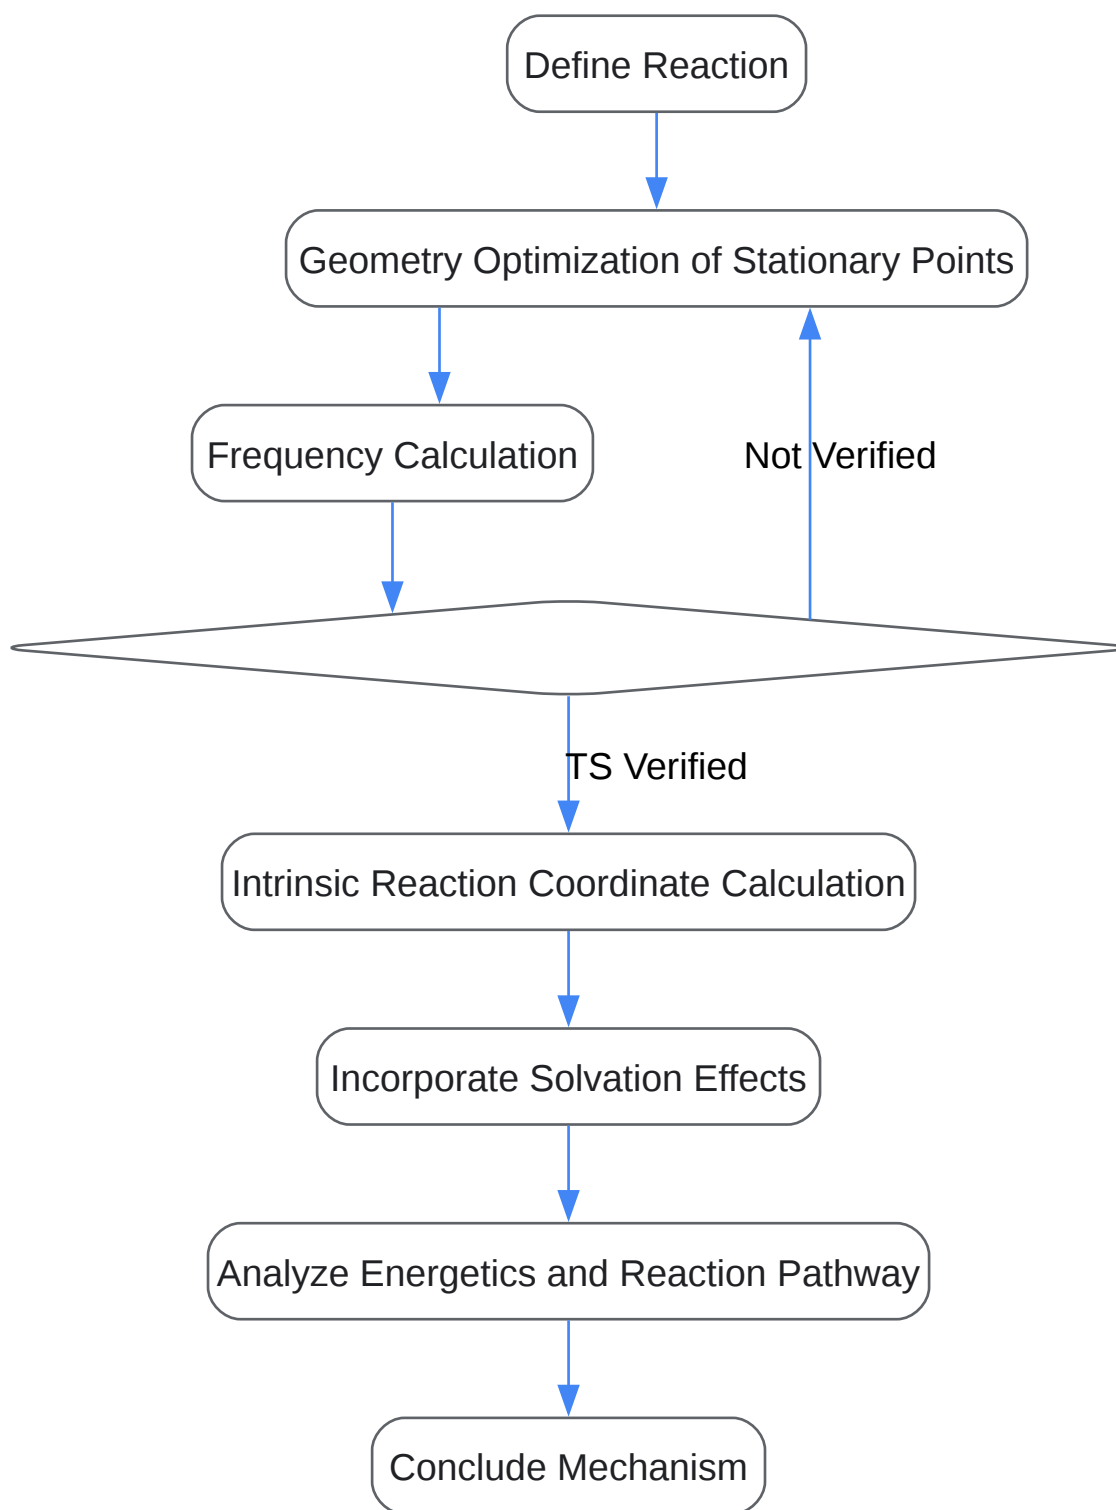 Define Reaction
Geometry Optimization of Stationary Points
Frequency Calculation
Not Verified
TS Verified
Intrinsic Reaction Coordinate Calculation
Incorporate Solvation Effects
Analyze Energetics and Reaction Pathway
Conclude Mechanism